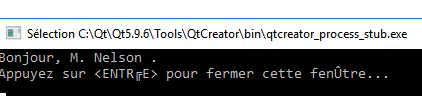 Sélection C:\Qt\Qt5.9.6\Tools\QtCreator\bin\qtcreator_process_stub.exe
Bonjour, M. Nelson .
Appuyez sur <ENTR╔E> pour fermer cette fenÛtre...